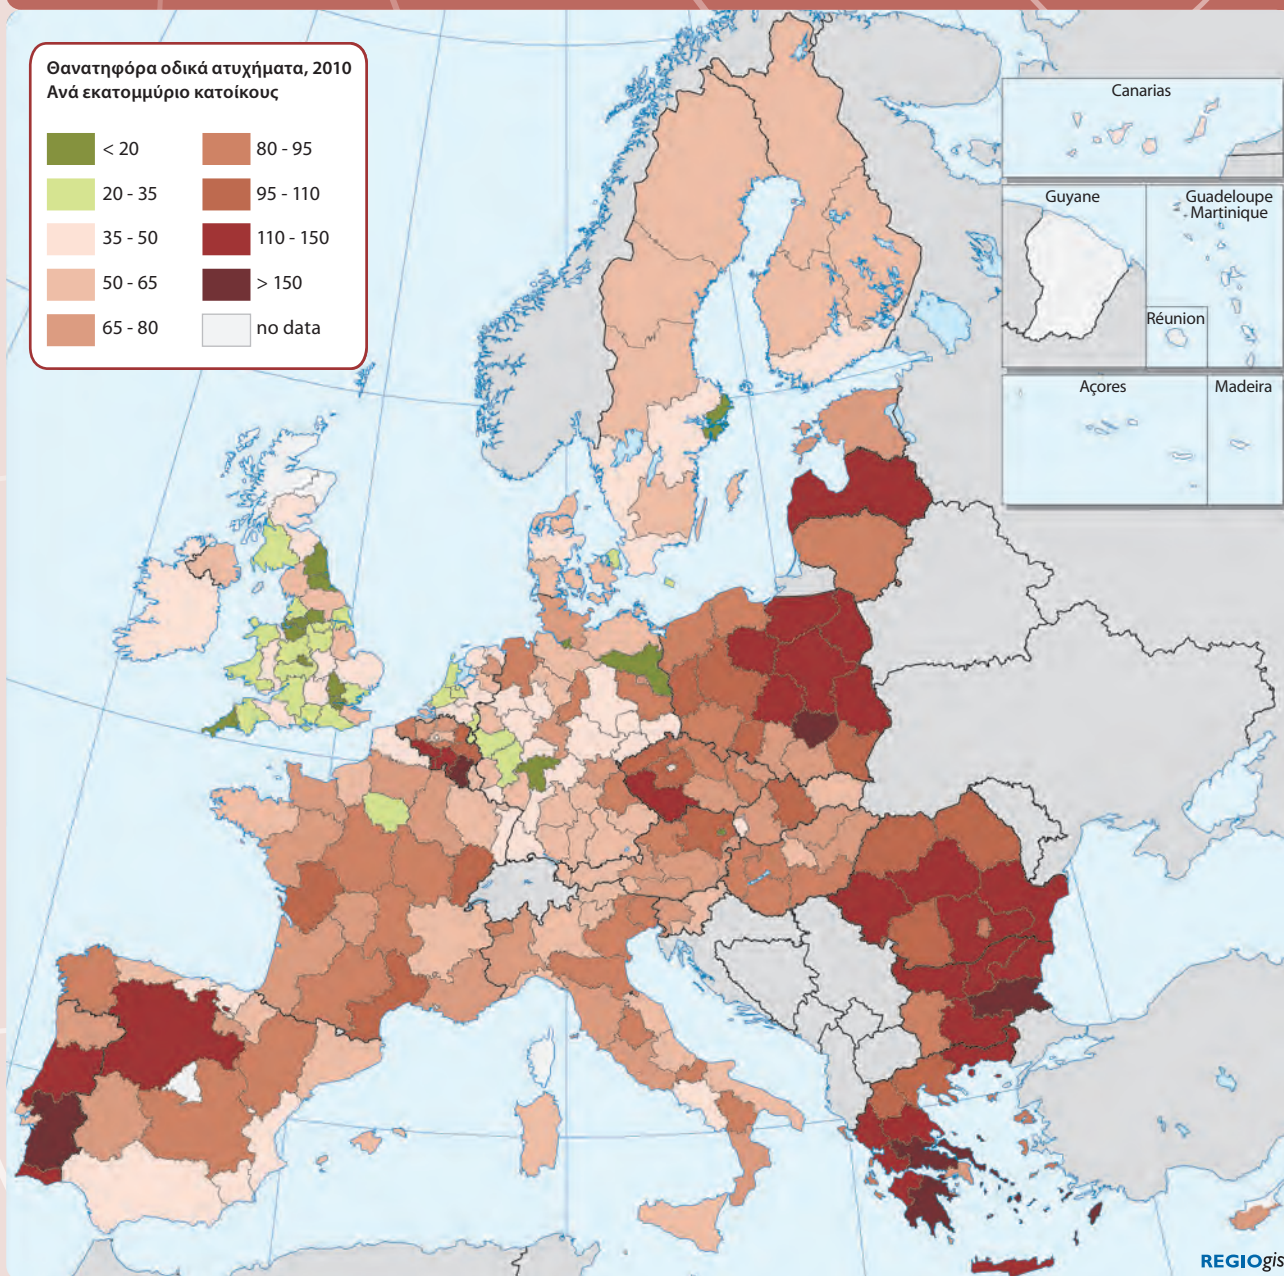 Θανατηφόρα οδικά ατυχήματα, 2010
Ανά εκατομμύριο κατοίκους
< 20
20 - 35
35 - 50
50 - 65
65 - 80
80 - 95
95 - 110
110 - 150
> 150
no data
Canarias
Guyane
Guadeloupe
Martinique
Réunion
Açores
Madeira
REGIOgis